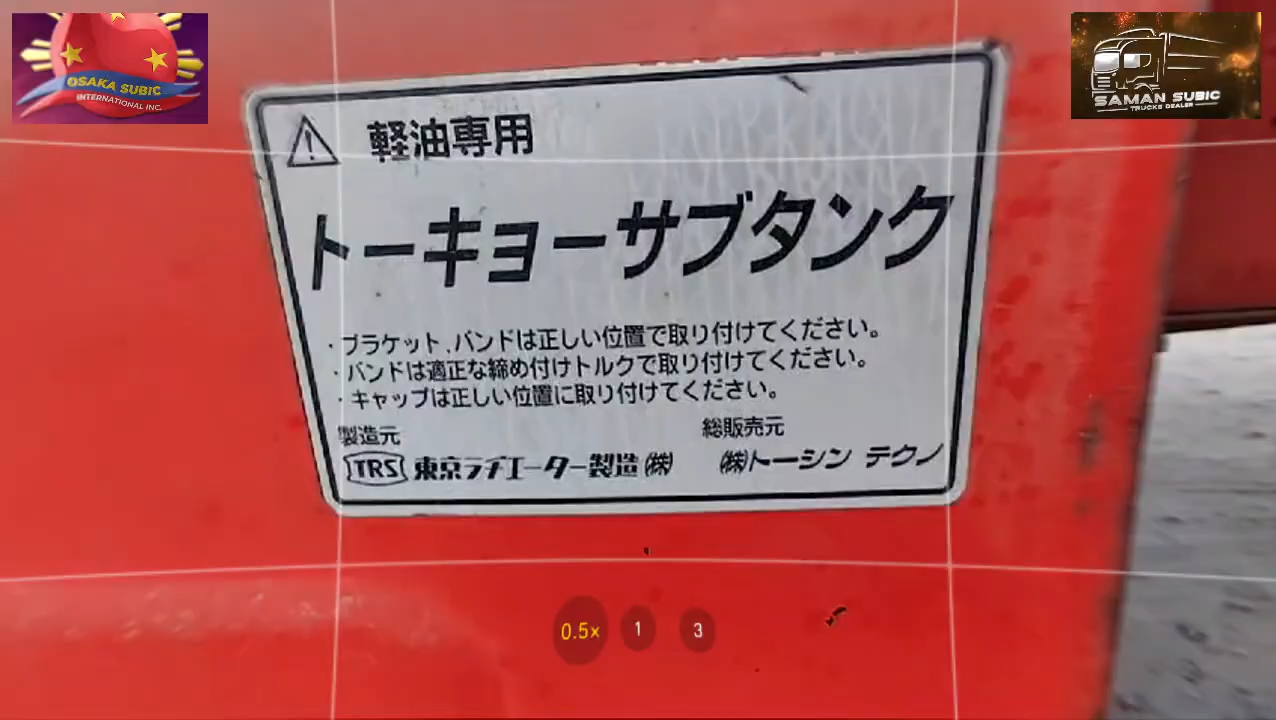 OSAKA SUBIC
INTERNATIONAL INC.
SAMAN SUBIC
TRUCKS DEALER
軽油専用
トーキョーサブタンク
・ブラケット、バンドは正しい位置で取り付けてください。
・バンドは適正な締め付けトルクで取り付けてください。
・キャップは正しい位置に取り付けてください。
製造元
総販売元
TRS 東京ラヂエーター製造㈱
㈱トーシン テクノ
0.5×
1
3